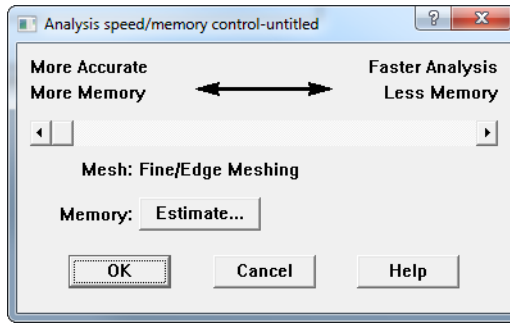 Analysis speed/memory control-untitled
More Accurate
More Memory
Faster Analysis
Less Memory
Mesh: Fine/Edge Meshing
Memory: Estimate...
OK Cancel Help